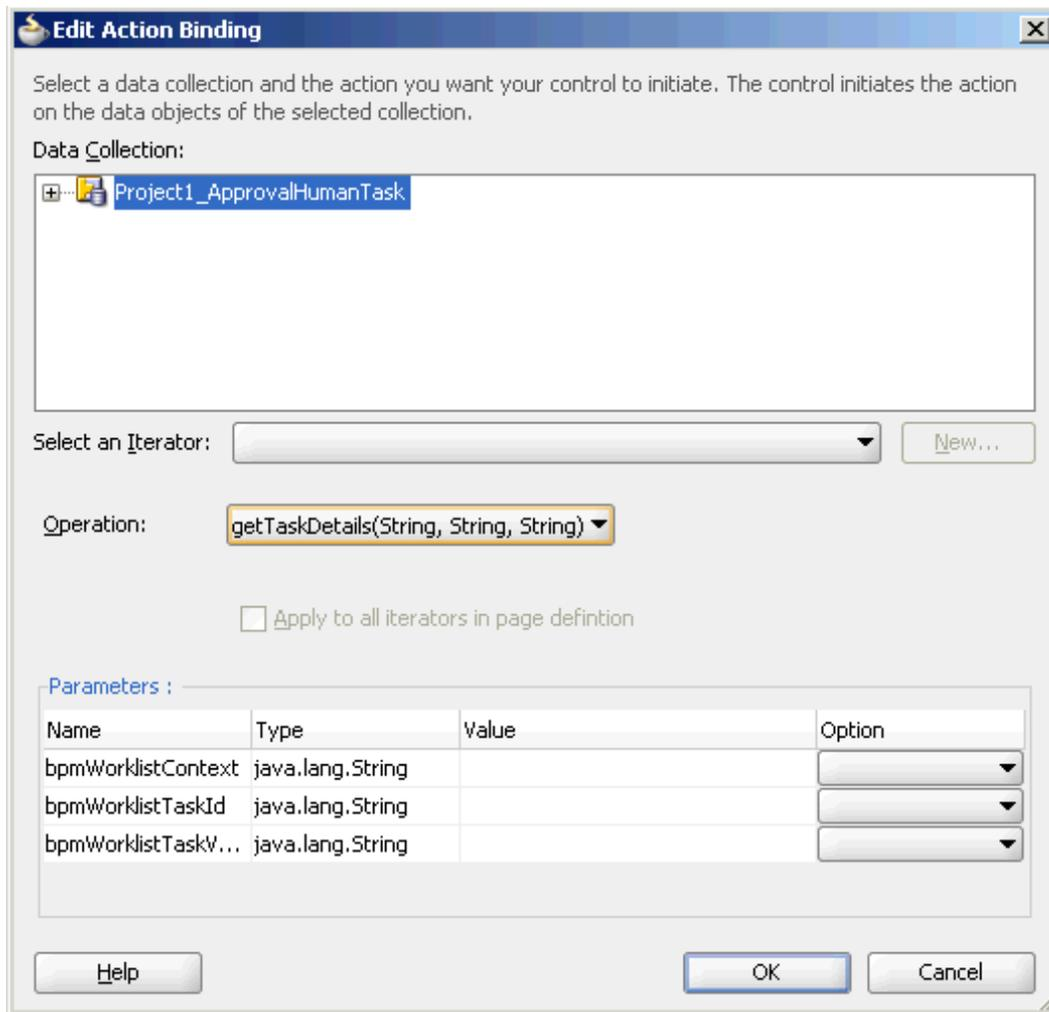 Edit Action Binding
Select a data collection and the action you want your control to initiate. The control initiates the action
on the data objects of the selected collection.
Data Collection:
Project1_ApprovalHumanTask
Select an Iterator:
New...
Operation:
getTaskDetails(String, String, String)
Apply to all iterators in page defintion
Parameters :
Name Type Value Option
bpmWorklistContext java.lang.String
bpmWorklistTaskId java.lang.String
bpmWorklistTaskV... java.lang.String
Help OK Cancel